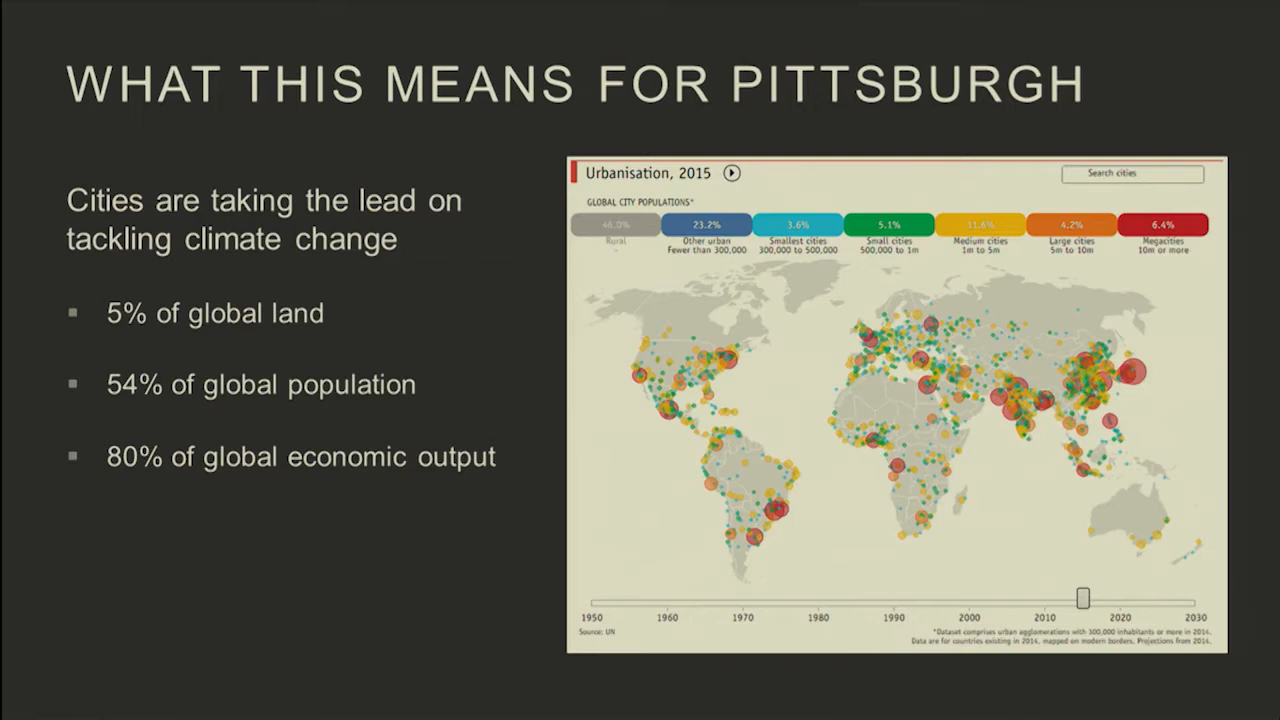 WHAT THIS MEANS FOR PITTSBURGH
Cities are taking the lead on
tackling climate change
▪ 5% of global land
▪ 54% of global population
▪ 80% of global economic output
Urbanisation, 2015
Search cities
GLOBAL CITY POPULATIONS*
46.0% 23.2% 3.6% 5.1% 11.6% 4.2% 6.4%
Rural Other urban Smallest cities Small cities Medium cities Large cities Megacities
- Fewer than 300,000 300,000 to 500,000 500,000 to 1m 1m to 5m 5m to 10m 10m or more
1950 1960 1970 1980 1990 2000 2010 2020 2030
Source: UN
*Dataset comprises urban agglomerations with 300,000 inhabitants or more in 2014.
Data are for countries existing in 2014, mapped on modern borders. Projections from 2014.